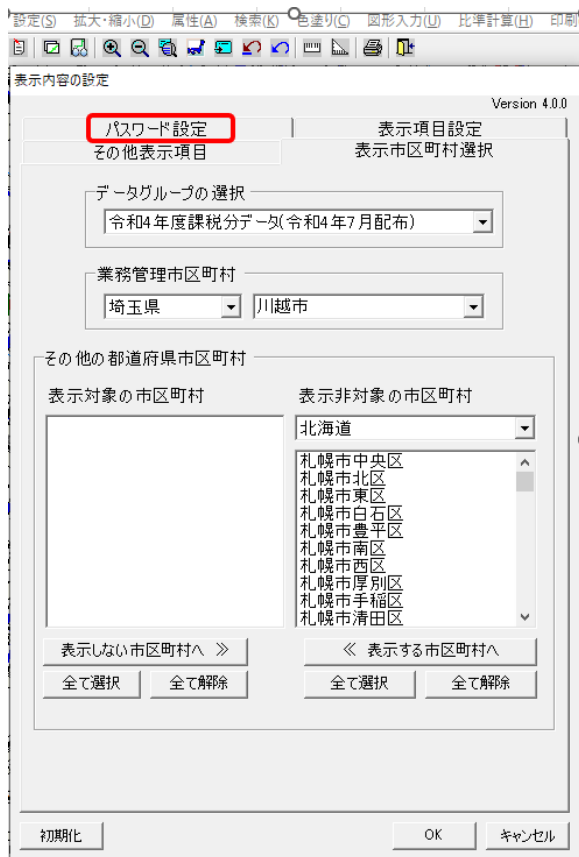 設定(S) 拡大・縮小(D) 属性(A) 検索(K) 色塗り(C) 図形入力(U) 比準計算(H) 印刷
表示内容の設定
Version 4.0.0
パスワード設定 表示項目設定
その他表示項目 表示市区町村選択
データグループの選択
令和4年度課税分データ(令和4年7月配布)
業務管理市区町村
埼玉県 川越市
その他の都道府県市区町村
表示対象の市区町村 表示非対象の市区町村
北海道
札幌市中央区
札幌市北区
札幌市東区
札幌市白石区
札幌市豊平区
札幌市南区
札幌市西区
札幌市厚別区
札幌市手稲区
札幌市清田区
表示しない市区町村へ ≫ ≪ 表示する市区町村へ
全て選択 全て解除 全て選択 全て解除
初期化 OK キャンセル